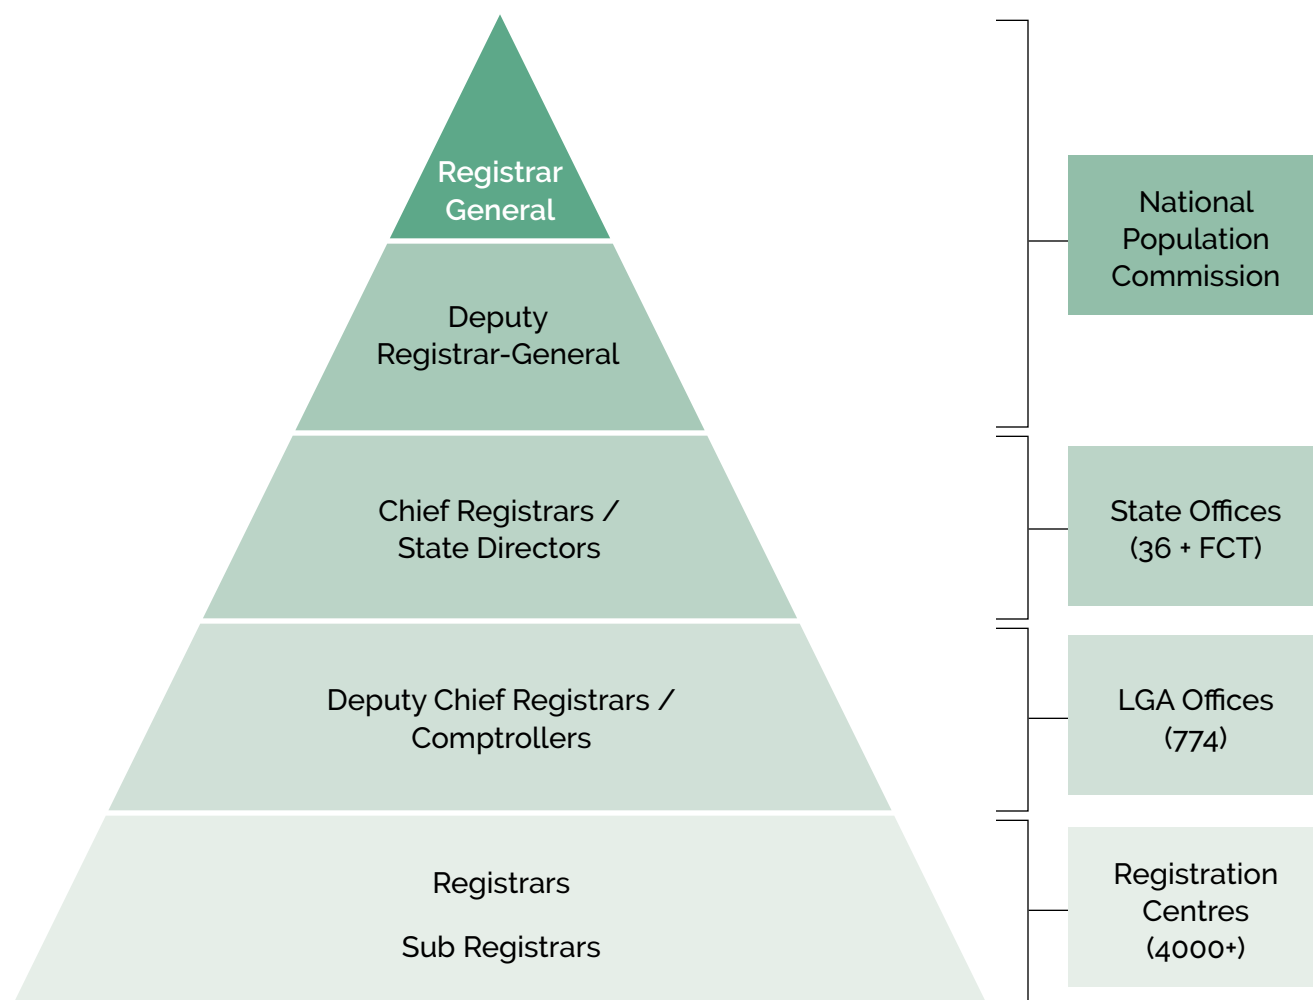 Registrar
General
National
Population
Commission
Deputy
Registrar-General
Chief Registrars /
State Directors
State Offices
(36 + FCT)
Deputy Chief Registrars /
Comptrollers
LGA Offices
(774)
Registrars
Sub Registrars
Registration
Centres
(4000+)